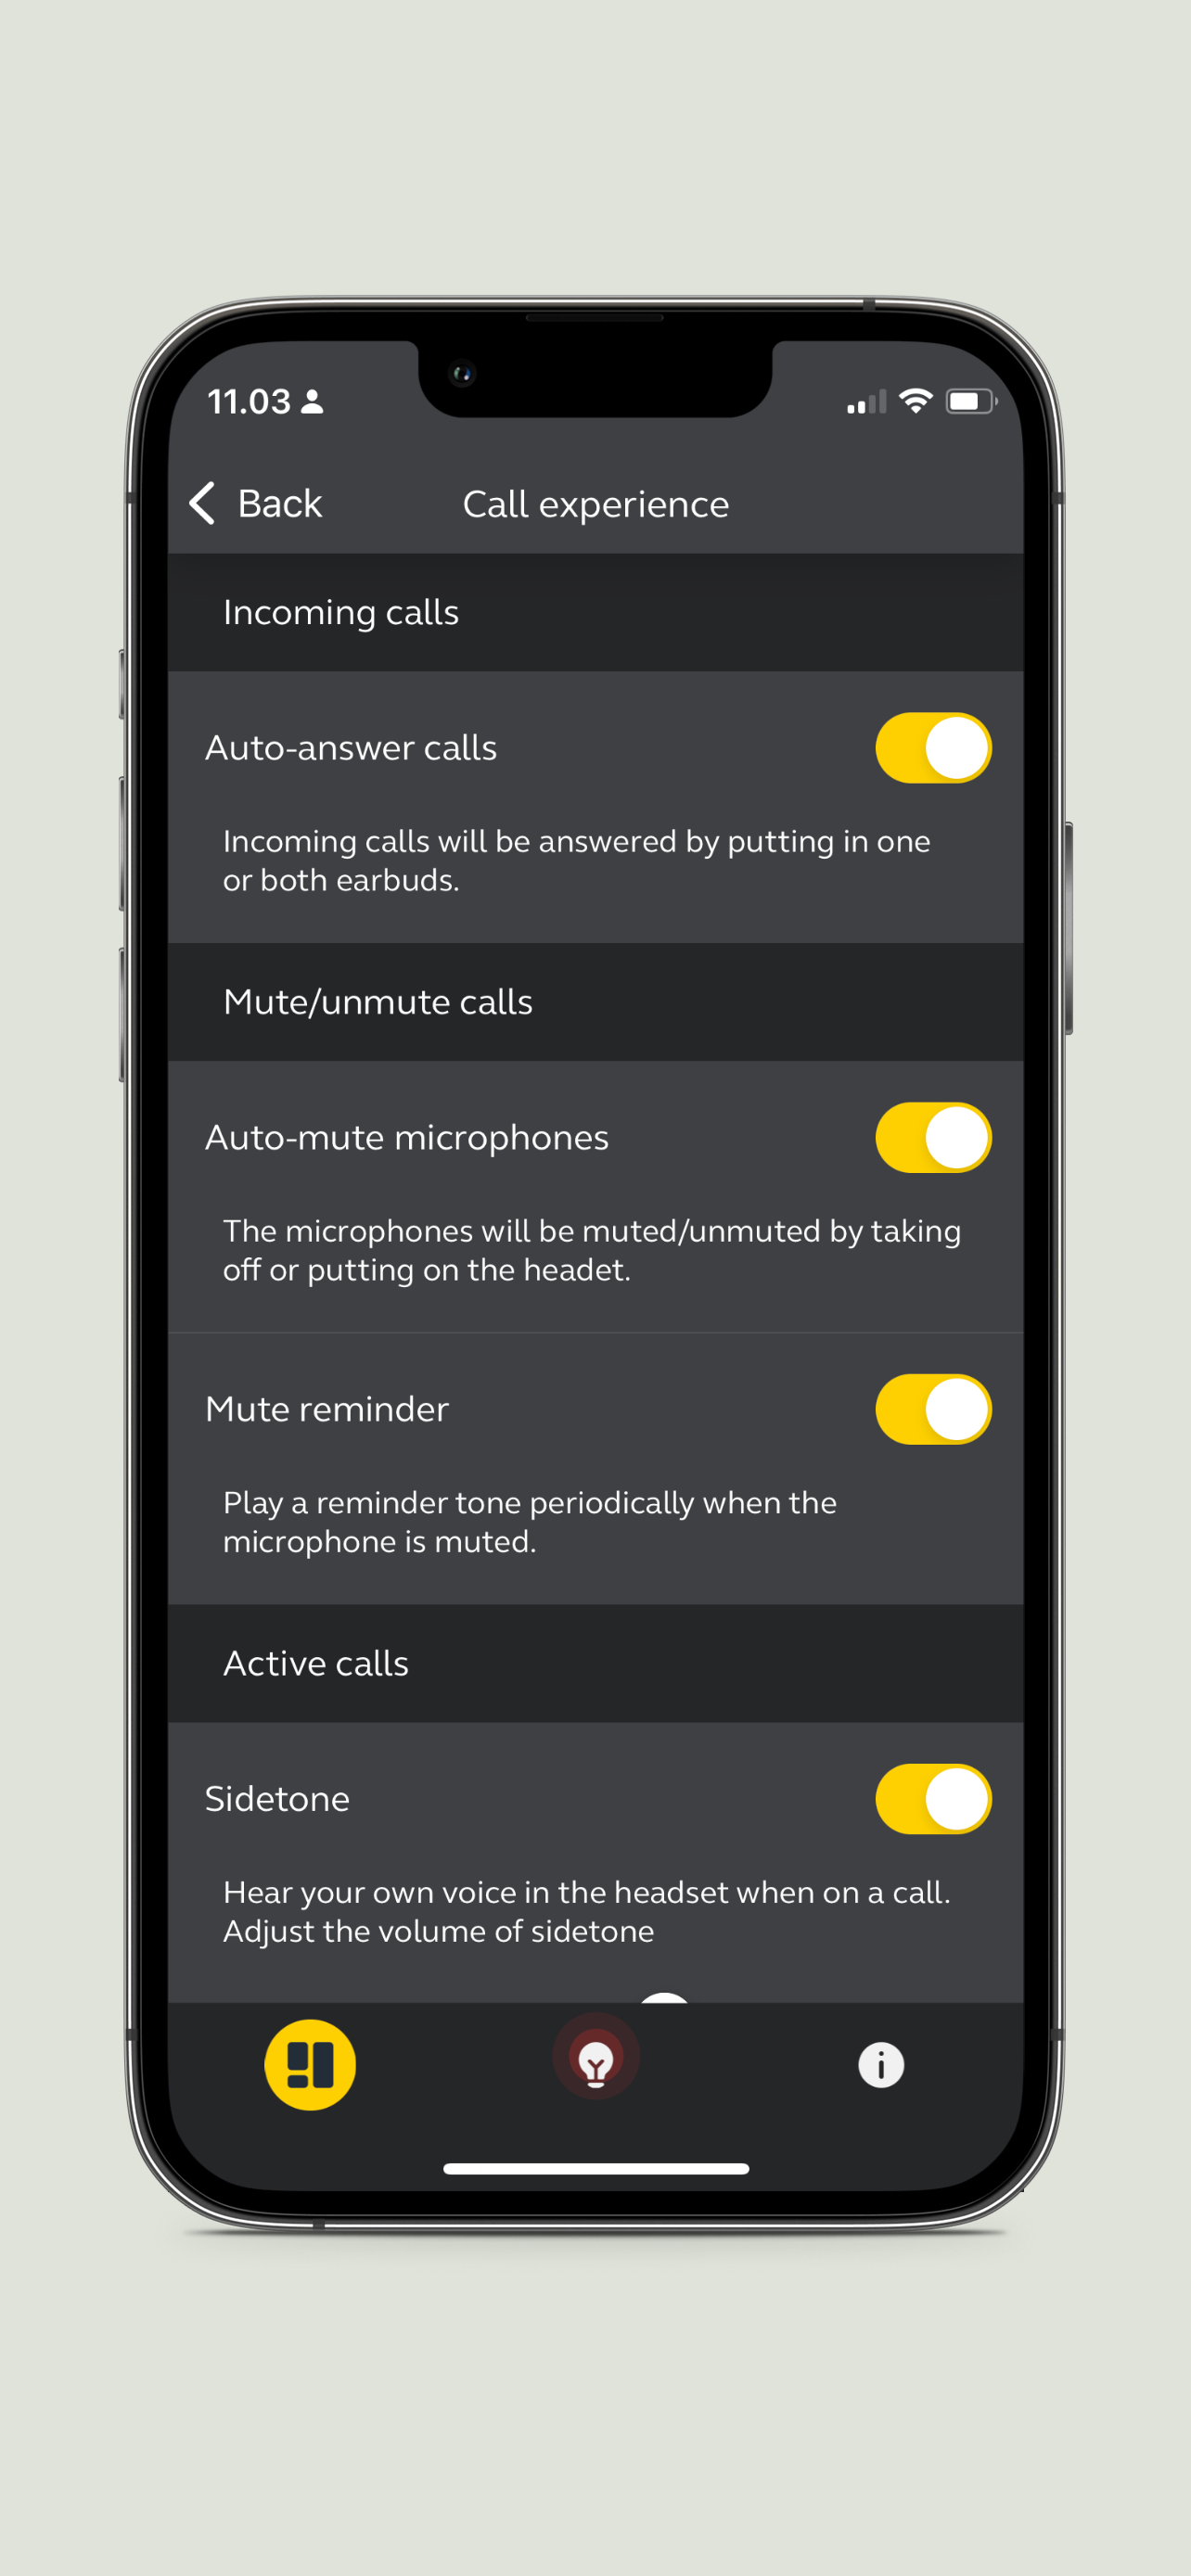 11.03
Back
Call experience
Incoming calls
Auto-answer calls
Incoming calls will be answered by putting in one
or both earbuds.
Mute/unmute calls
Auto-mute microphones
The microphones will be muted/unmuted by taking
off or putting on the headet.
Mute reminder
Play a reminder tone periodically when the
microphone is muted.
Active calls
Sidetone
Hear your own voice in the headset when on a call.
Adjust the volume of sidetone